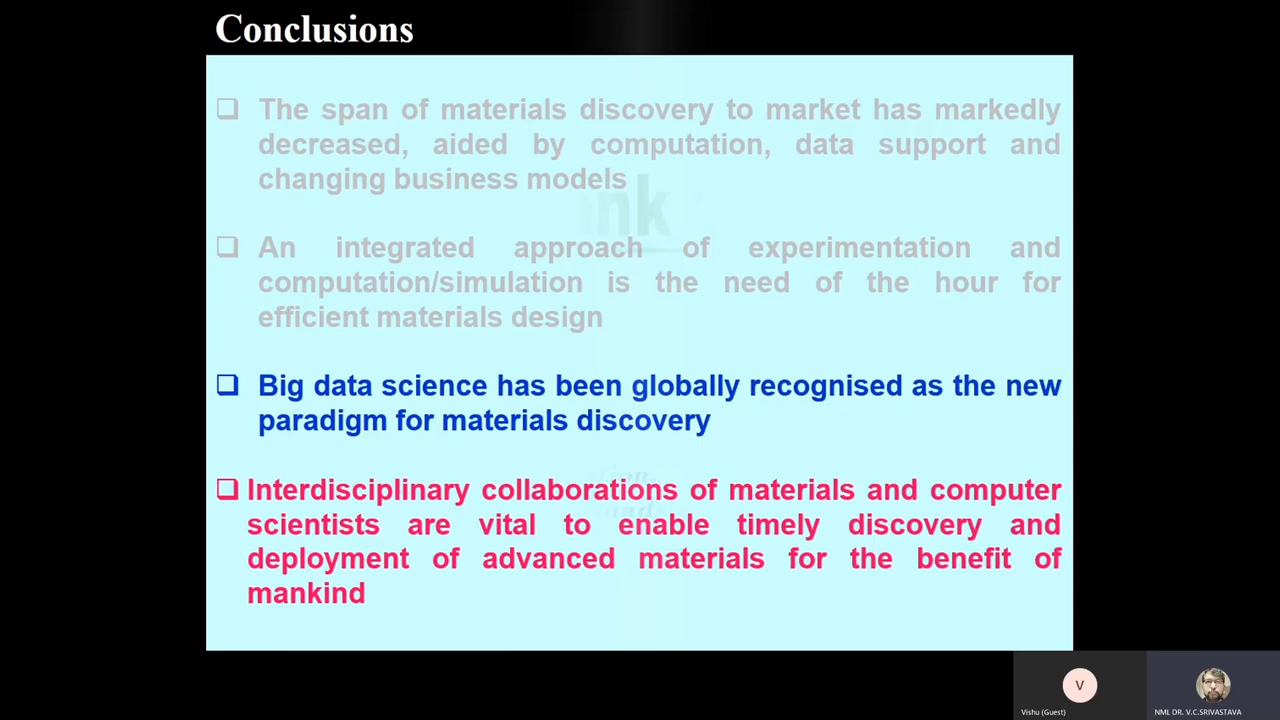 Conclusions
❑ The span of materials discovery to market has markedly
decreased, aided by computation, data support and
changing business models
❑ An integrated approach of experimentation and
computation/simulation is the need of the hour for
efficient materials design
❑ Big data science has been globally recognised as the new
paradigm for materials discovery
❑ Interdisciplinary collaborations of materials and computer
scientists are vital to enable timely discovery and
deployment of advanced materials for the benefit of
mankind
V
Vishu (Guest)
NML DR. V.C.SRIVASTAVA